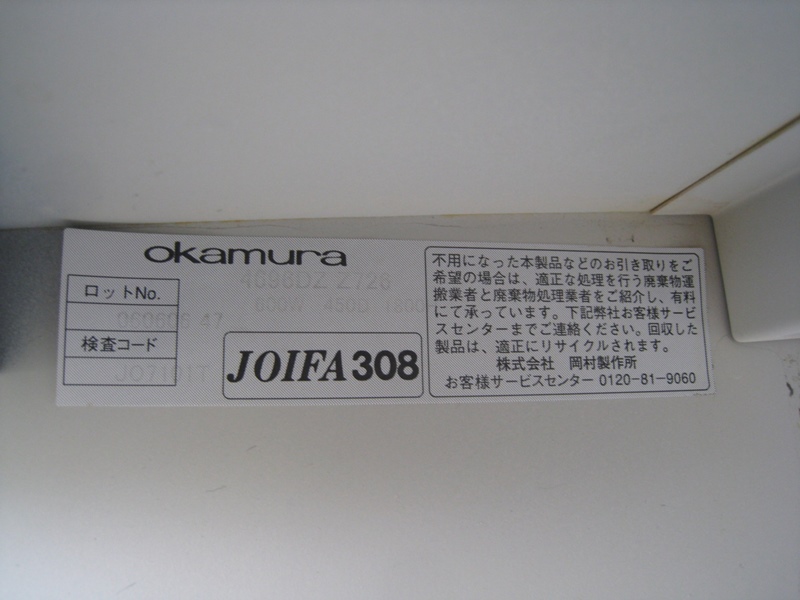 okamura
4698DZ Z726
ロットNo.
060606 47
検査コード
JOIFA308
不用になった本製品などのお引き取りをご
希望の場合は、適正な処理を行う廃棄物運
搬業者と廃棄物処理業者をご紹介し、有料
にて承っています。下記弊社お客様サービ
スセンターまでご連絡ください。回収した
製品は、適正にリサイクルされます。
株式会社 岡村製作所
お客様サービスセンター 0120-81-9060